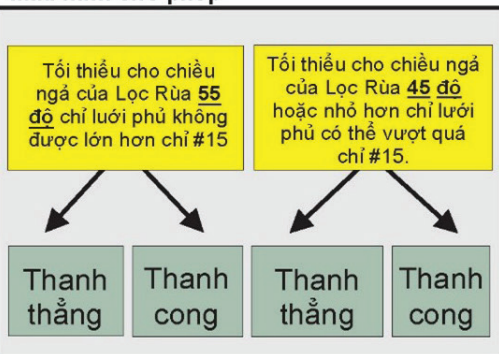 Tối thiểu cho chiều
ngả của Lọc Rùa 55
độ chỉ luới phủ không
được lớn hơn chỉ #15
Tối thiểu cho chiều ngả
của Lọc Rùa 45 độ
hoặc nhỏ hơn chỉ lưới
phủ có thể vượt quá
chỉ #15.
Thanh
thẳng
Thanh
cong
Thanh
thẳng
Thanh
cong